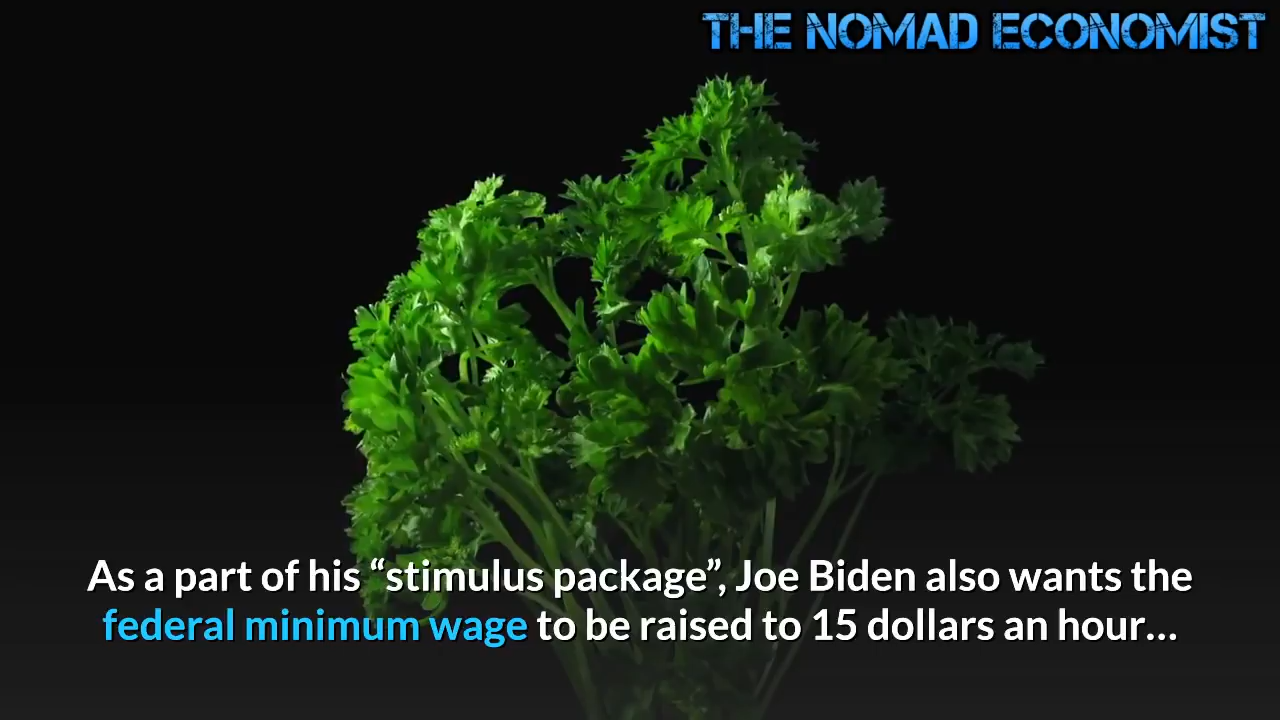 THE NOMAD ECONOMIST
As a part of his “stimulus package”, Joe Biden also wants the
federal minimum wage to be raised to 15 dollars an hour...